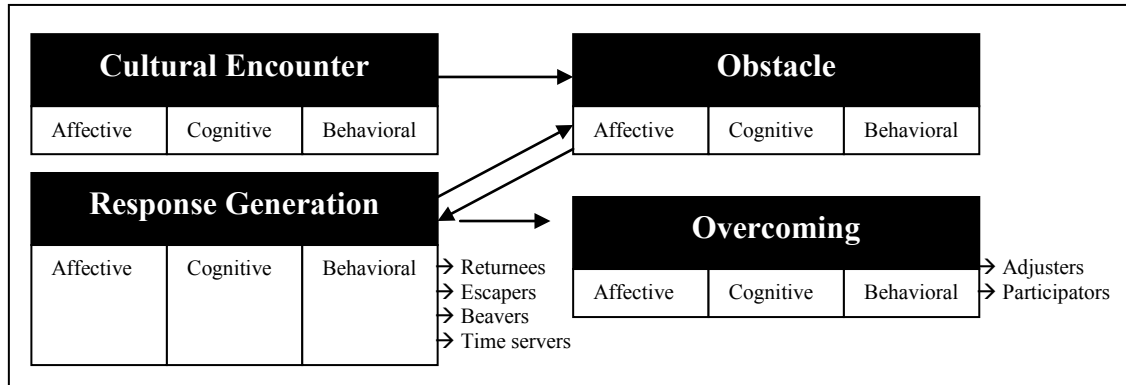 Cultural Encounter
Affective Cognitive Behavioral
Obstacle
Affective Cognitive Behavioral
Response Generation
Affective Cognitive Behavioral
→ Returnees
→ Escapers
→ Beavers
→ Time servers
Overcoming
Affective Cognitive Behavioral
→ Adjusters
→ Participators